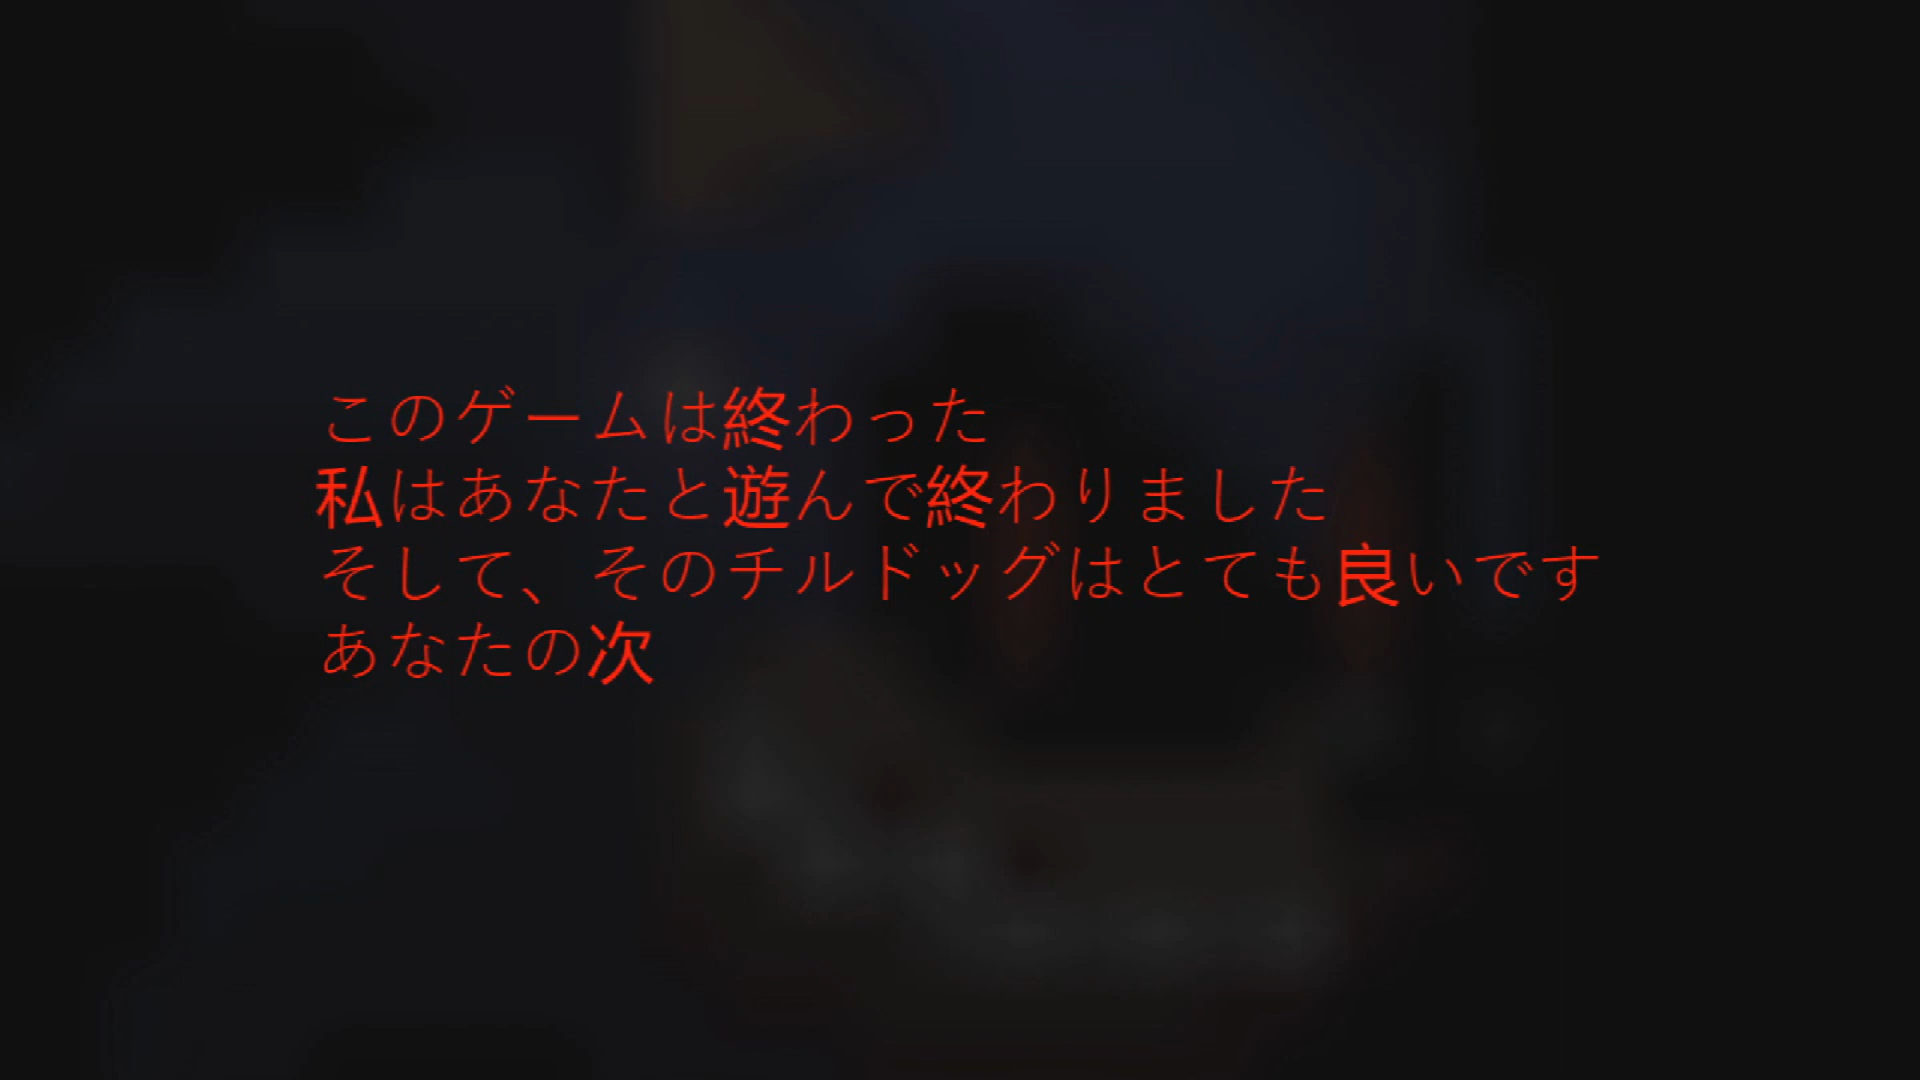 このゲームは終わった
私はあなたと遊んで終わりました
そして、そのチルドッグはとても良いです
あなたの次